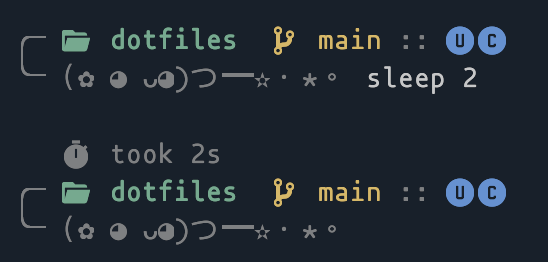 dotfiles main :: U C
(✿ ◕ ᴗ◕)つ━━✫・*。 sleep 2
took 2s
dotfiles main :: U C
(✿ ◕ ᴗ◕)つ━━✫・*。